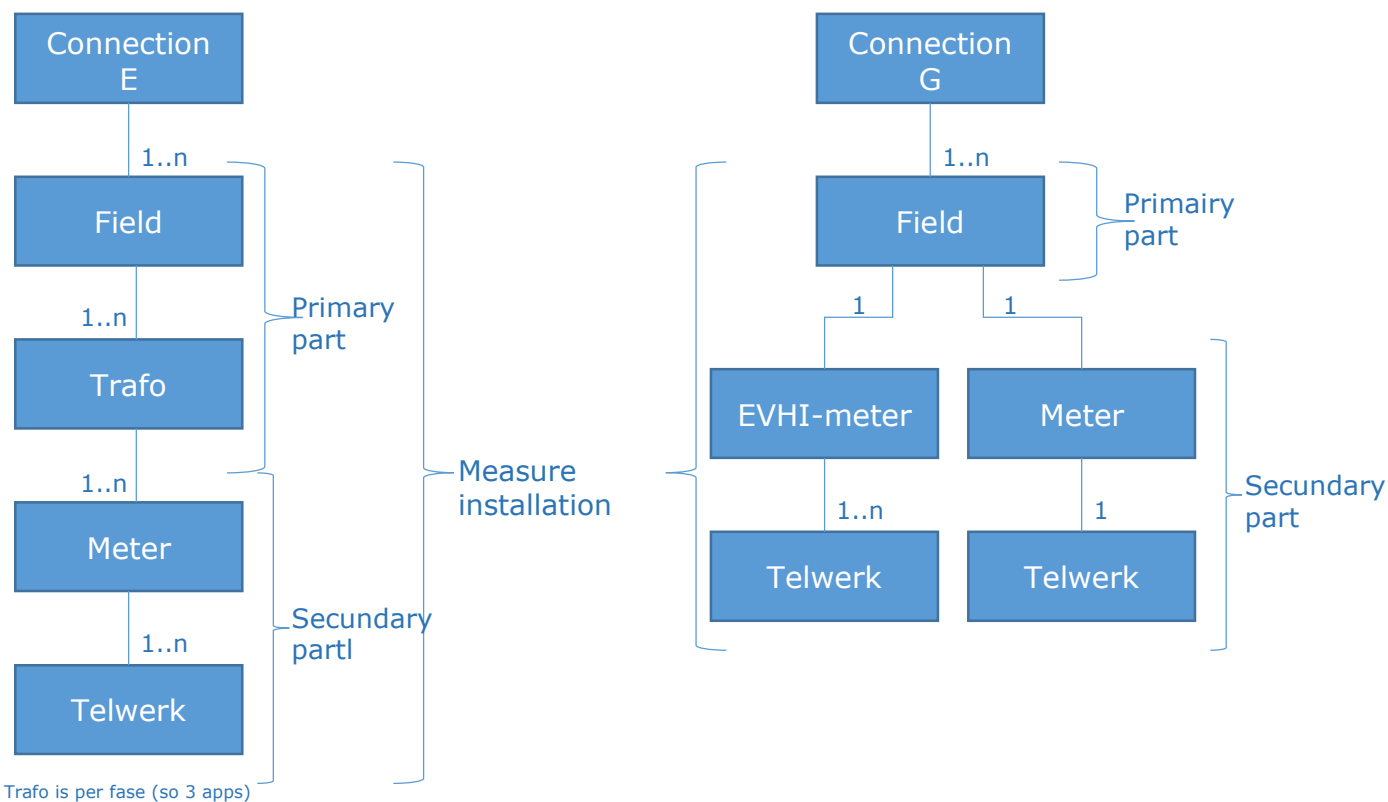 Connection
E
1..n
Field
1..n
Trafo
1..n
Meter
1..n
Telwerk
Trafo is per fase (so 3 apps)
Primary
part
Secundary
partl
Measure
installation
Connection
G
1..n
Field
Primairy
part
1
1
EVHI-meter
Meter
1..n
1
Telwerk
Telwerk
Secundary
part